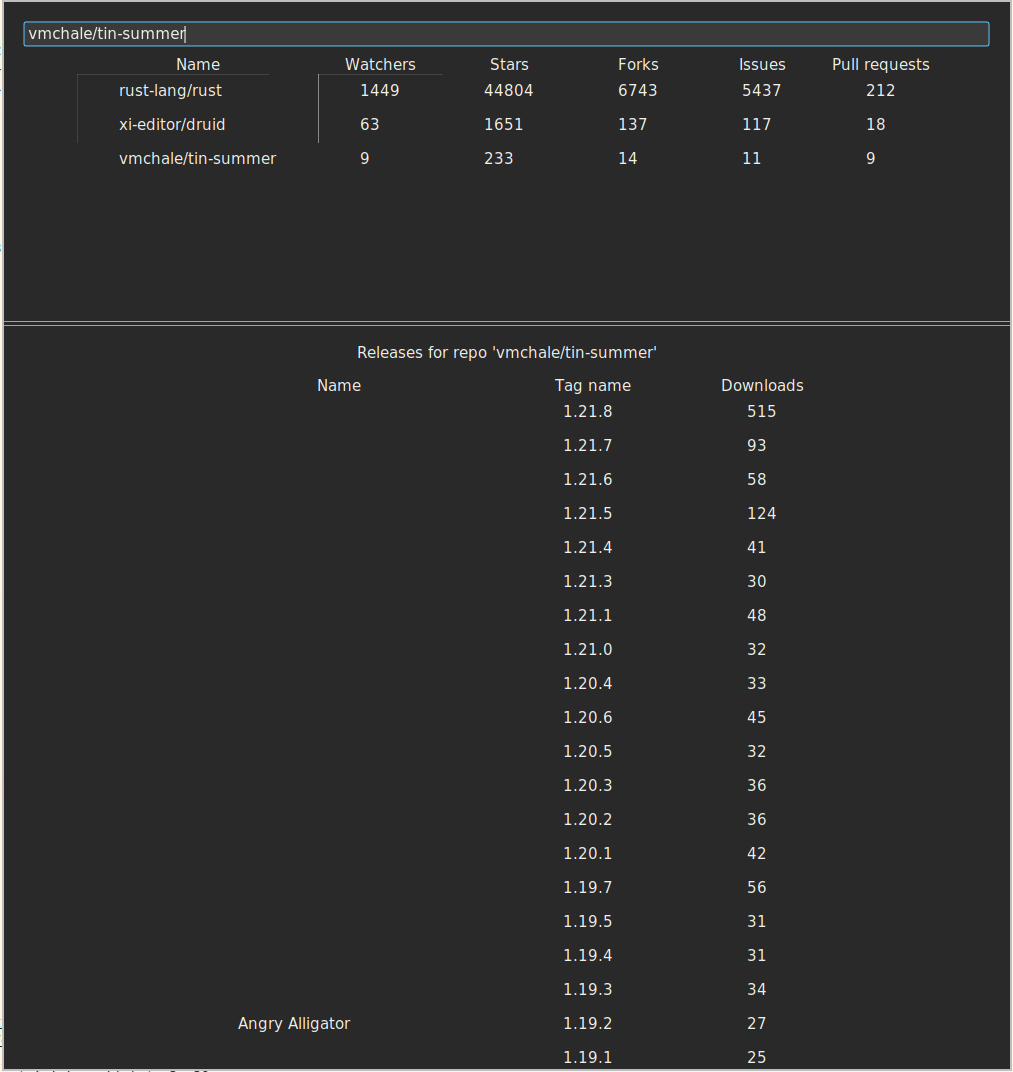 vmchale/tin-summer
Name Watchers Stars Forks Issues Pull requests
rust-lang/rust 1449 44804 6743 5437 212
xi-editor/druid 63 1651 137 117 18
vmchale/tin-summer 9 233 14 11 9
Releases for repo 'vmchale/tin-summer'
Name Tag name Downloads
1.21.8 515
1.21.7 93
1.21.6 58
1.21.5 124
1.21.4 41
1.21.3 30
1.21.1 48
1.21.0 32
1.20.4 33
1.20.6 45
1.20.5 32
1.20.3 36
1.20.2 36
1.20.1 42
1.19.7 56
1.19.5 31
1.19.4 31
1.19.3 34
Angry Alligator 1.19.2 27
1.19.1 25